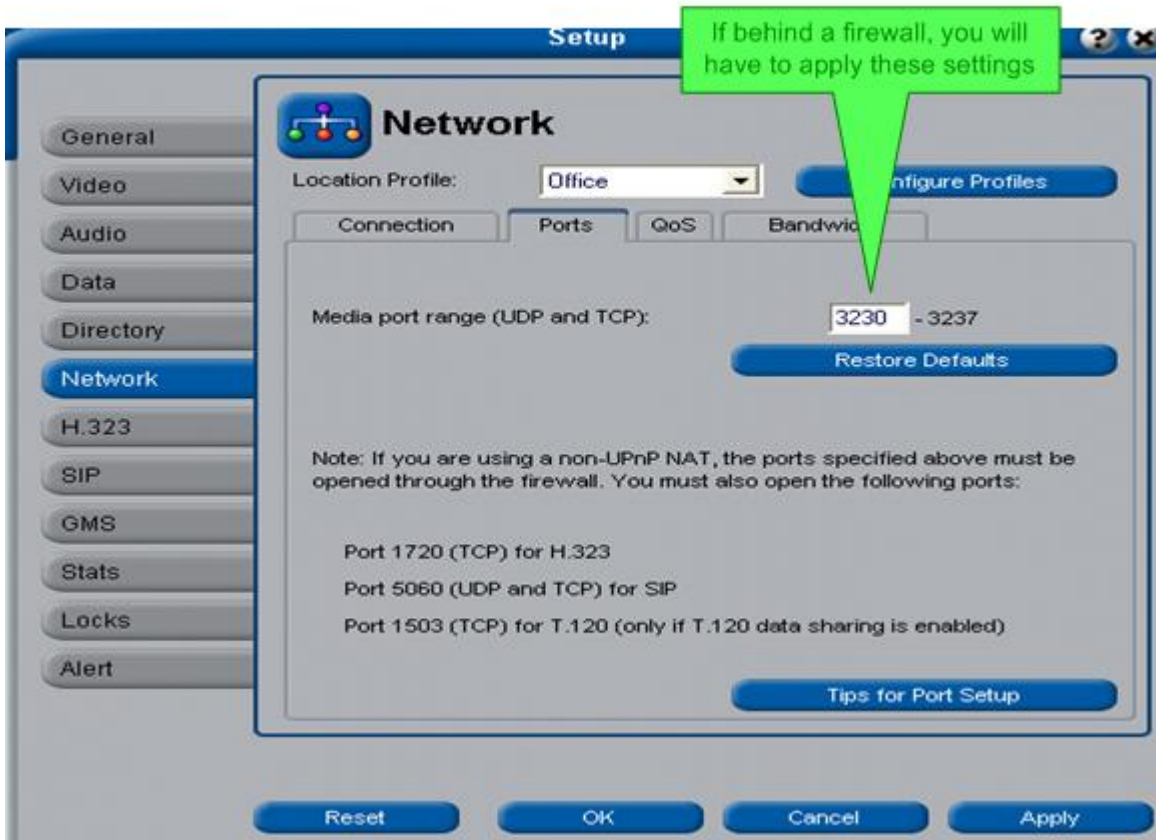 Setup
If behind a firewall, you will
have to apply these settings
?
General
Video
Audio
Data
Directory
Network
H.323
SIP
GMS
Stats
Locks
Alert
Network
Location Profile:
Office
nfigure Profiles
Connection
Ports
QoS
Bandwid
Media port range (UDP and TCP):
3230 - 3237
Restore Defaults
Note: If you are using a non-UPnP NAT, the ports specified above must be
opened through the firewall. You must also open the following ports:
Port 1720 (TCP) for H.323
Port 5060 (UDP and TCP) for SIP
Port 1503 (TCP) for T.120 (only if T.120 data sharing is enabled)
Tips for Port Setup
Reset
OK
Cancel
Apply